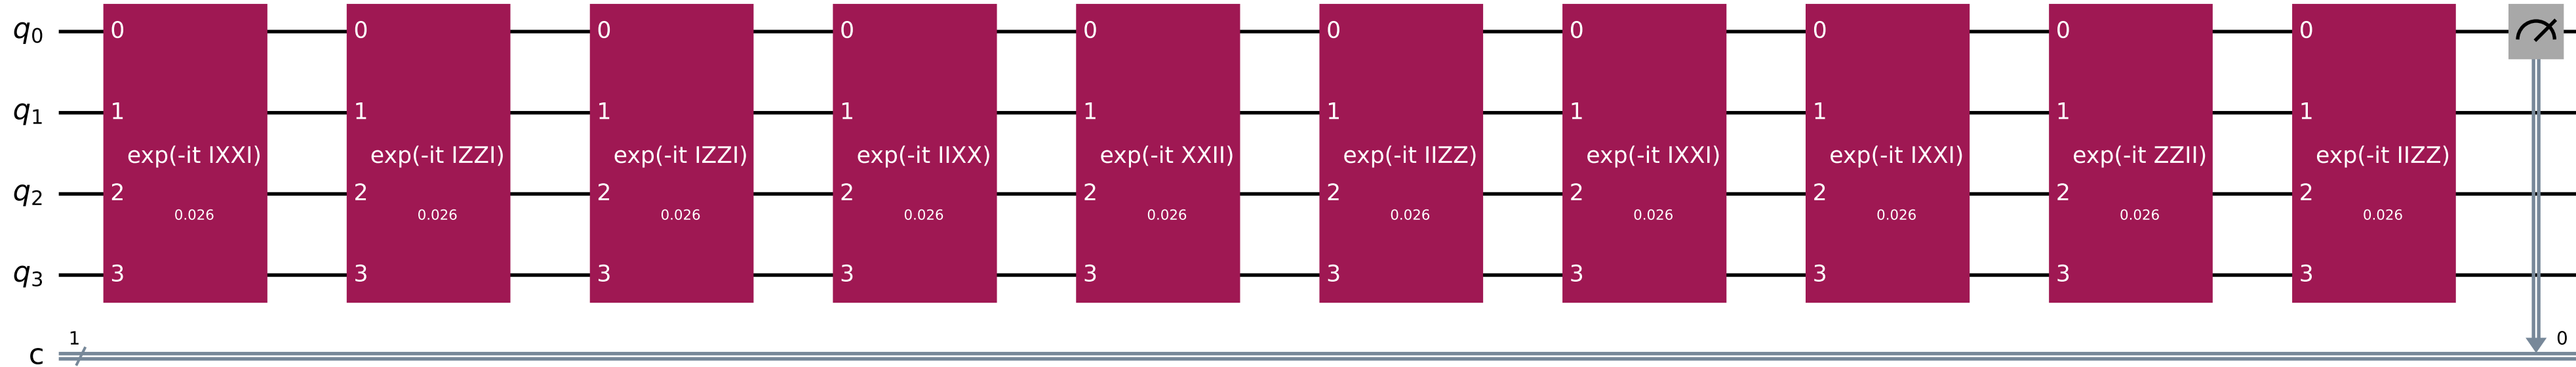 q0 0 0 0 0 0 0 0 0 0 0
q1 1 1 1 1 1 1 1 1 1 1
exp(-it IXXI) exp(-it IZZI) exp(-it IZZI) exp(-it IIXX) exp(-it XXII) exp(-it IIZZ) exp(-it IXXI) exp(-it IXXI) exp(-it ZZII) exp(-it IIZZ)
q2 2 2 2 2 2 2 2 2 2 2
0.026 0.026 0.026 0.026 0.026 0.026 0.026 0.026 0.026 0.026
q3 3 3 3 3 3 3 3 3 3 3
1 0
c